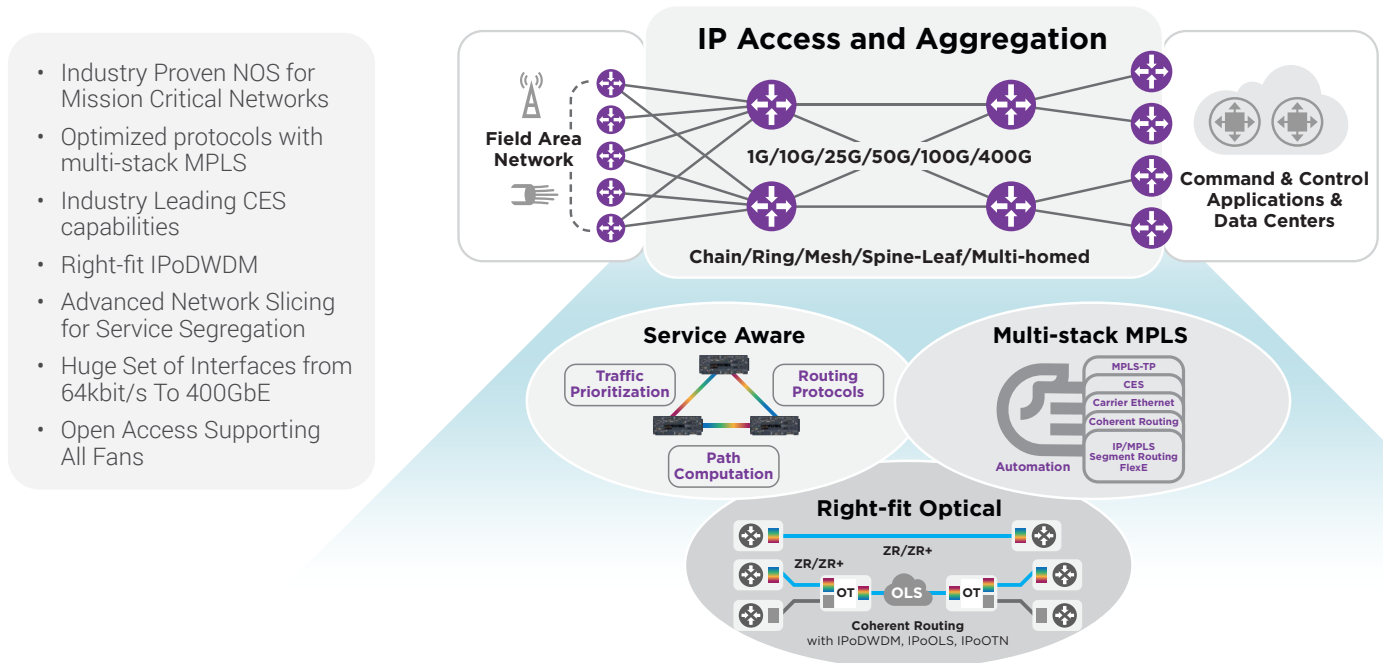 • Industry Proven NOS for
Mission Critical Networks
• Optimized protocols with
multi-stack MPLS
• Industry Leading CES
capabilities
• Right-fit IPoDWDM
• Advanced Network Slicing
for Service Segregation
• Huge Set of Interfaces from
64kbit/s To 400GbE
• Open Access Supporting
All Fans
IP Access and Aggregation
Field Area
Network
1G/10G/25G/50G/100G/400G
Chain/Ring/Mesh/Spine-Leaf/Multi-homed
Command & Control
Applications &
Data Centers
Service Aware
Traffic
Prioritization
Routing
Protocols
Path
Computation
Multi-stack MPLS
Automation
MPLS-TP
CES
Carrier Ethernet
Coherent Routing
IP/MPLS
Segment Routing
FlexE
Right-fit Optical
ZR/ZR+
ZR/ZR+
OT
OLS
OT
Coherent Routing
with IPoDWDM, IPoOLS, IPoOTN